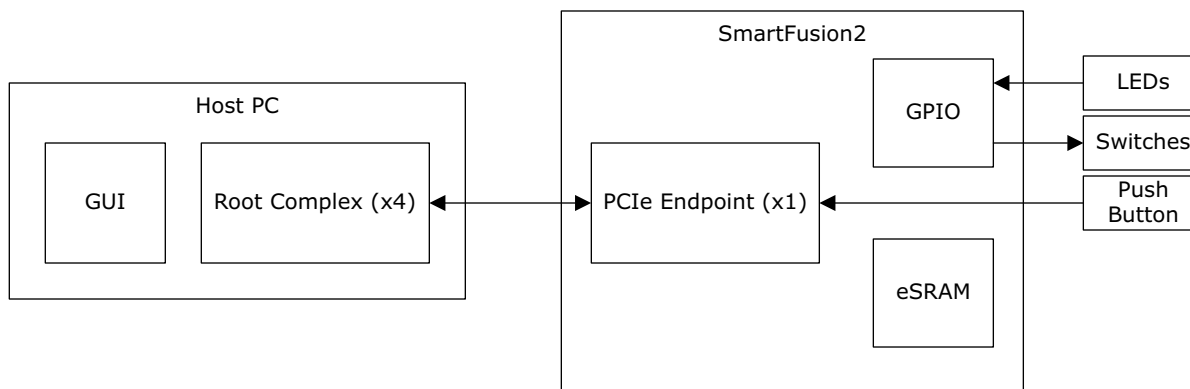 SmartFusion2
Host PC
GUI
Root Complex (x4)
PCIe Endpoint (x1)
GPIO
eSRAM
LEDs
Switches
Push
Button